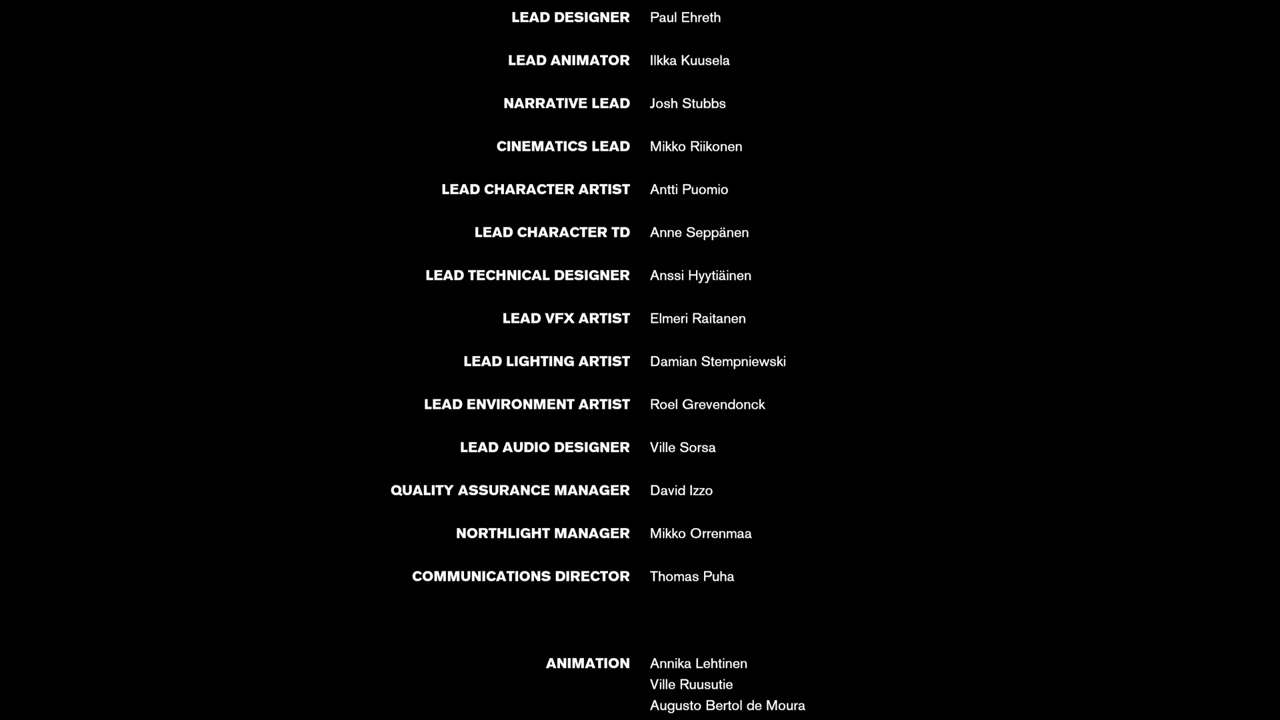 LEAD DESIGNER Paul Ehreth
LEAD ANIMATOR Ilkka Kuusela
NARRATIVE LEAD Josh Stubbs
CINEMATICS LEAD Mikko Riikonen
LEAD CHARACTER ARTIST Antti Puomio
LEAD CHARACTER TD Anne Seppänen
LEAD TECHNICAL DESIGNER Anssi Hyytiäinen
LEAD VFX ARTIST Elmeri Raitanen
LEAD LIGHTING ARTIST Damian Stempniewski
LEAD ENVIRONMENT ARTIST Roel Grevendonck
LEAD AUDIO DESIGNER Ville Sorsa
QUALITY ASSURANCE MANAGER David Izzo
NORTHLIGHT MANAGER Mikko Orrenmaa
COMMUNICATIONS DIRECTOR Thomas Puha
ANIMATION Annika Lehtinen
Ville Ruusutie
Augusto Bertol de Moura